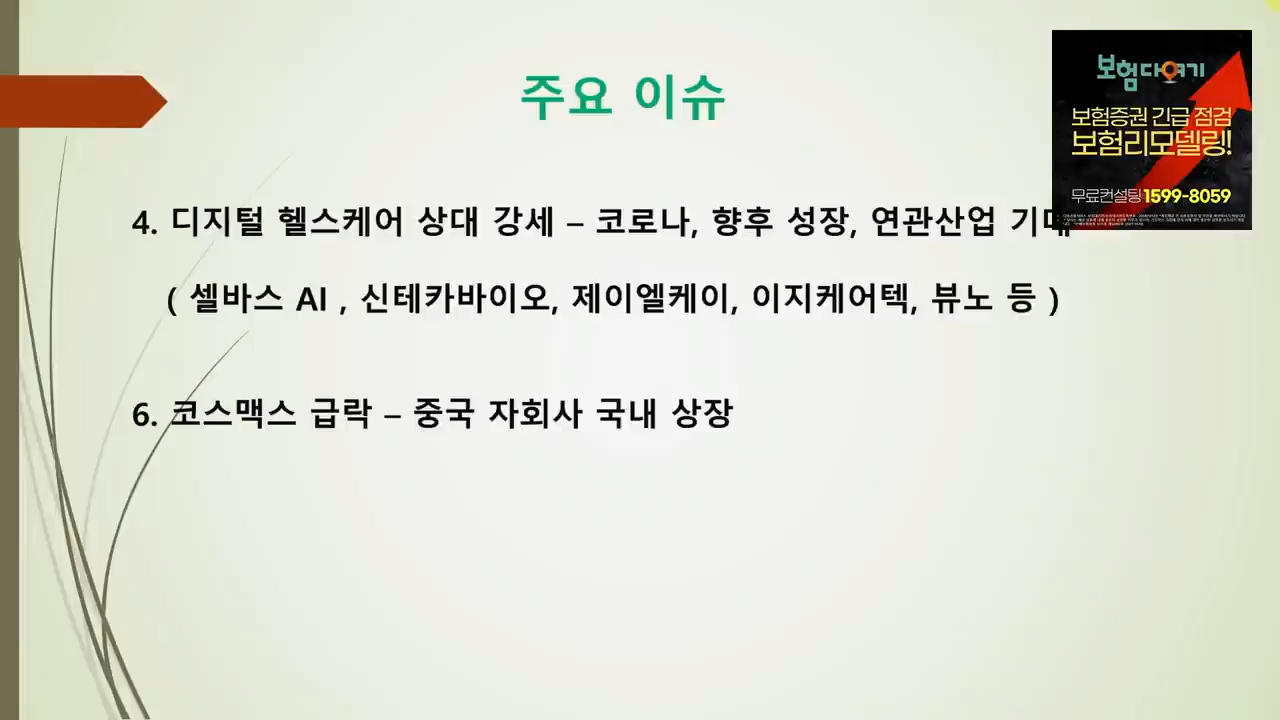 주요 이슈
4. 디지털 헬스케어 상대 강세 – 코로나, 향후 성장, 연관산업 기대
( 셀바스 AI , 신테카바이오, 제이엘케이, 이지케어텍, 뷰노 등 )
6. 코스맥스 급락 – 중국 자회사 국내 상장
보험다여기
보험증권 긴급 점검
보험리모델링!
무료컨설팅 1599-8059